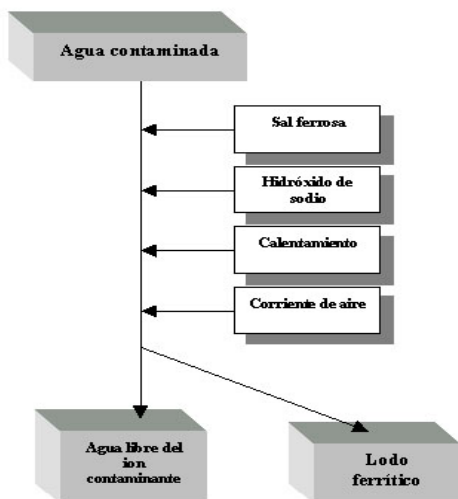 Agua contaminada
Sal ferrosa
Hidróxido de
sodio
Calentamiento
Corriente de aire
Agua libre del
ion
contaminante
Lodo
ferrítico